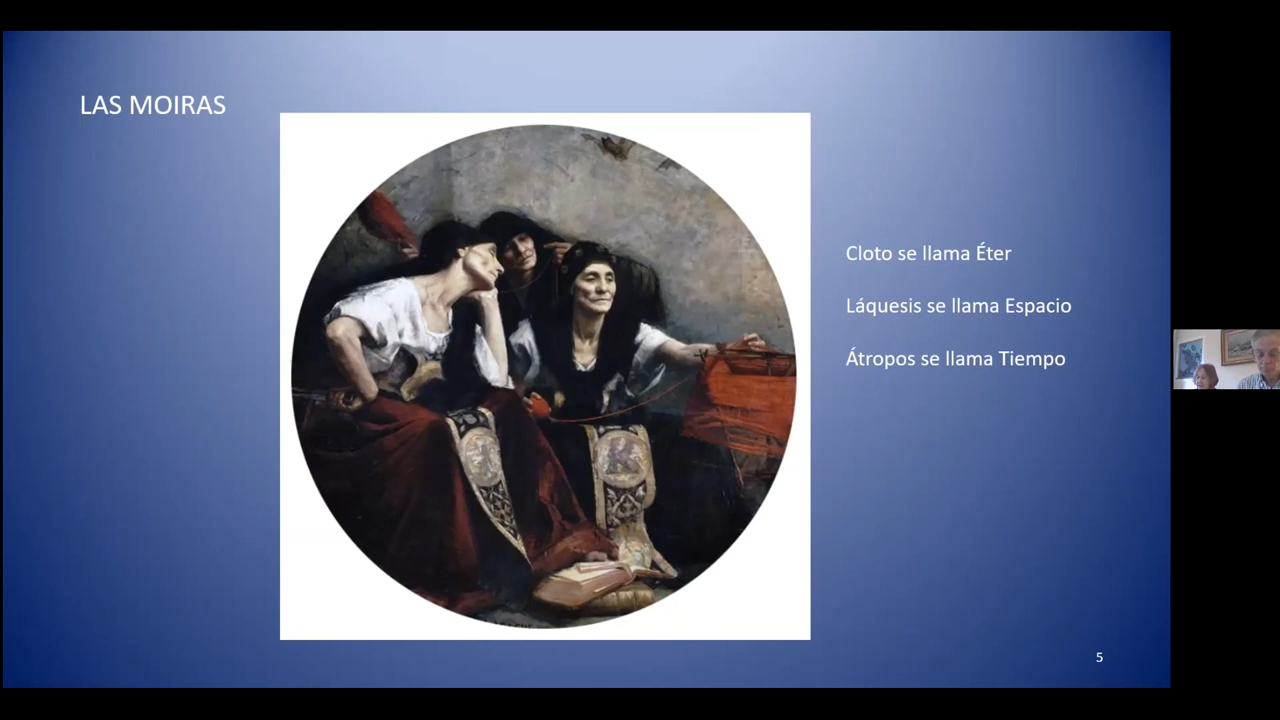 LAS MOIRAS
Cloto se llama Éter
Láquesis se llama Espacio
Átropos se llama Tiempo
5